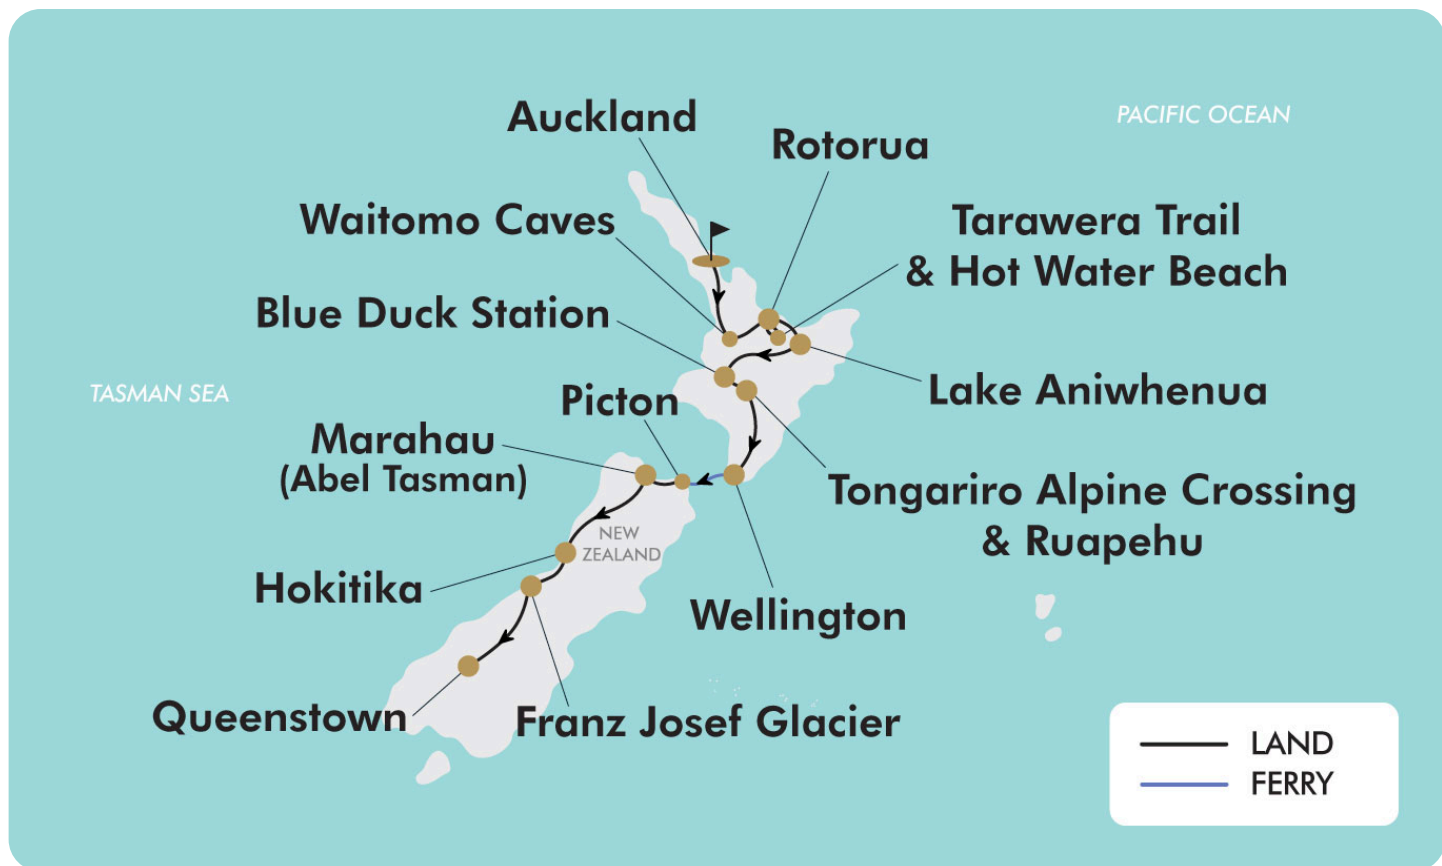 Auckland
PACIFIC OCEAN
Rotorua
Waitomo Caves
Tarawera Trail
& Hot Water Beach
Blue Duck Station
TASMAN SEA
Lake Aniwhenua
Picton
Marahau
(Abel Tasman)
Tongariro Alpine Crossing
& Ruapehu
NEW
ZEALAND
Hokitika
Wellington
Queenstown
Franz Josef Glacier
LAND
FERRY